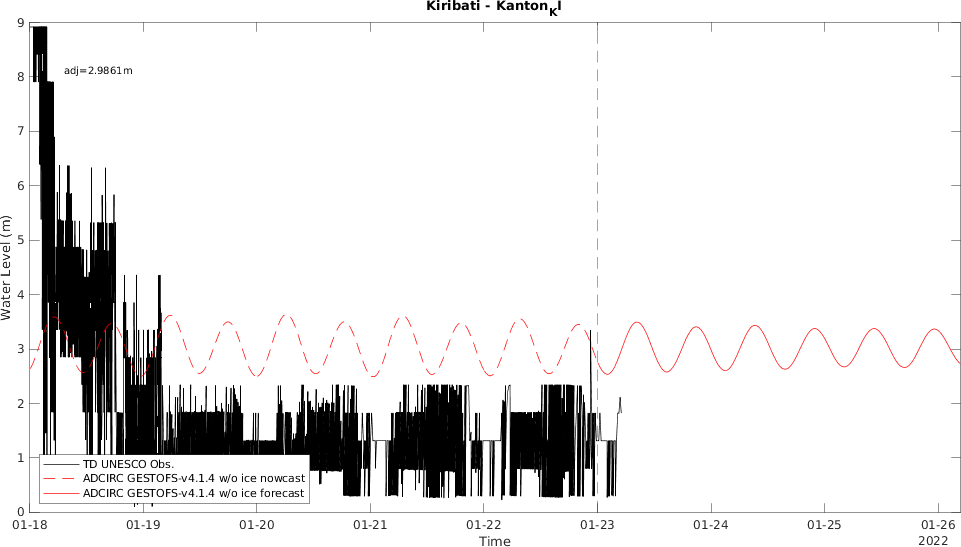 Kiribati - Kanton_KI
adj=2.9861m
Water Level (m)
9
8
7
6
5
4
3
2
1
0
TD UNESCO Obs.
ADCIRC GESTOFS-v4.1.4 w/o ice nowcast
ADCIRC GESTOFS-v4.1.4 w/o ice forecast
01-18 01-19 01-20 01-21 01-22 01-23 01-24 01-25 01-26
Time
2022